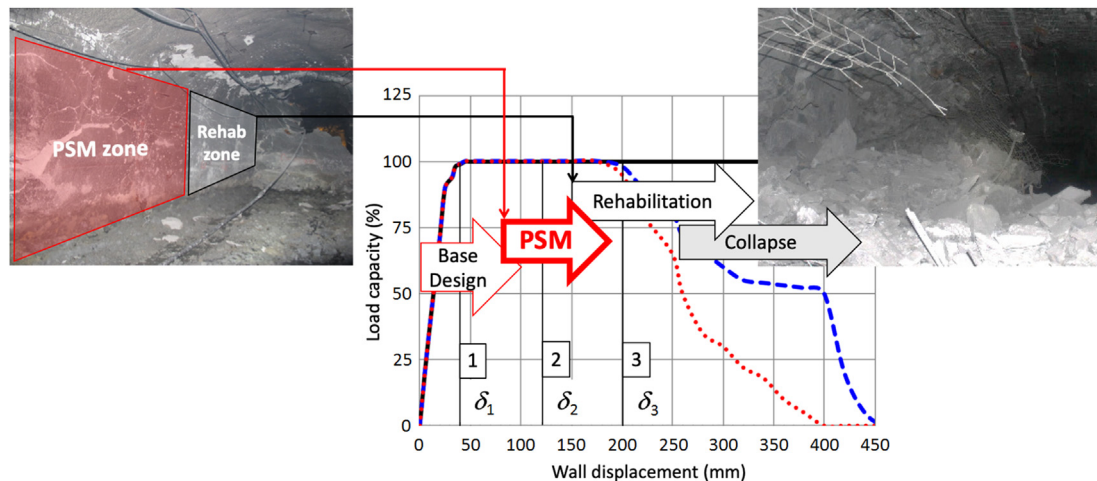 PSM zone
Rehab
zone
Load capacity (%)
125
100
75
50
25
0
Rehabilitation
PSM
Base
Design
Collapse
1
2
3
δ1
δ2
δ3
0
50
100
150
200
250
300
350
400
450
Wall displacement (mm)